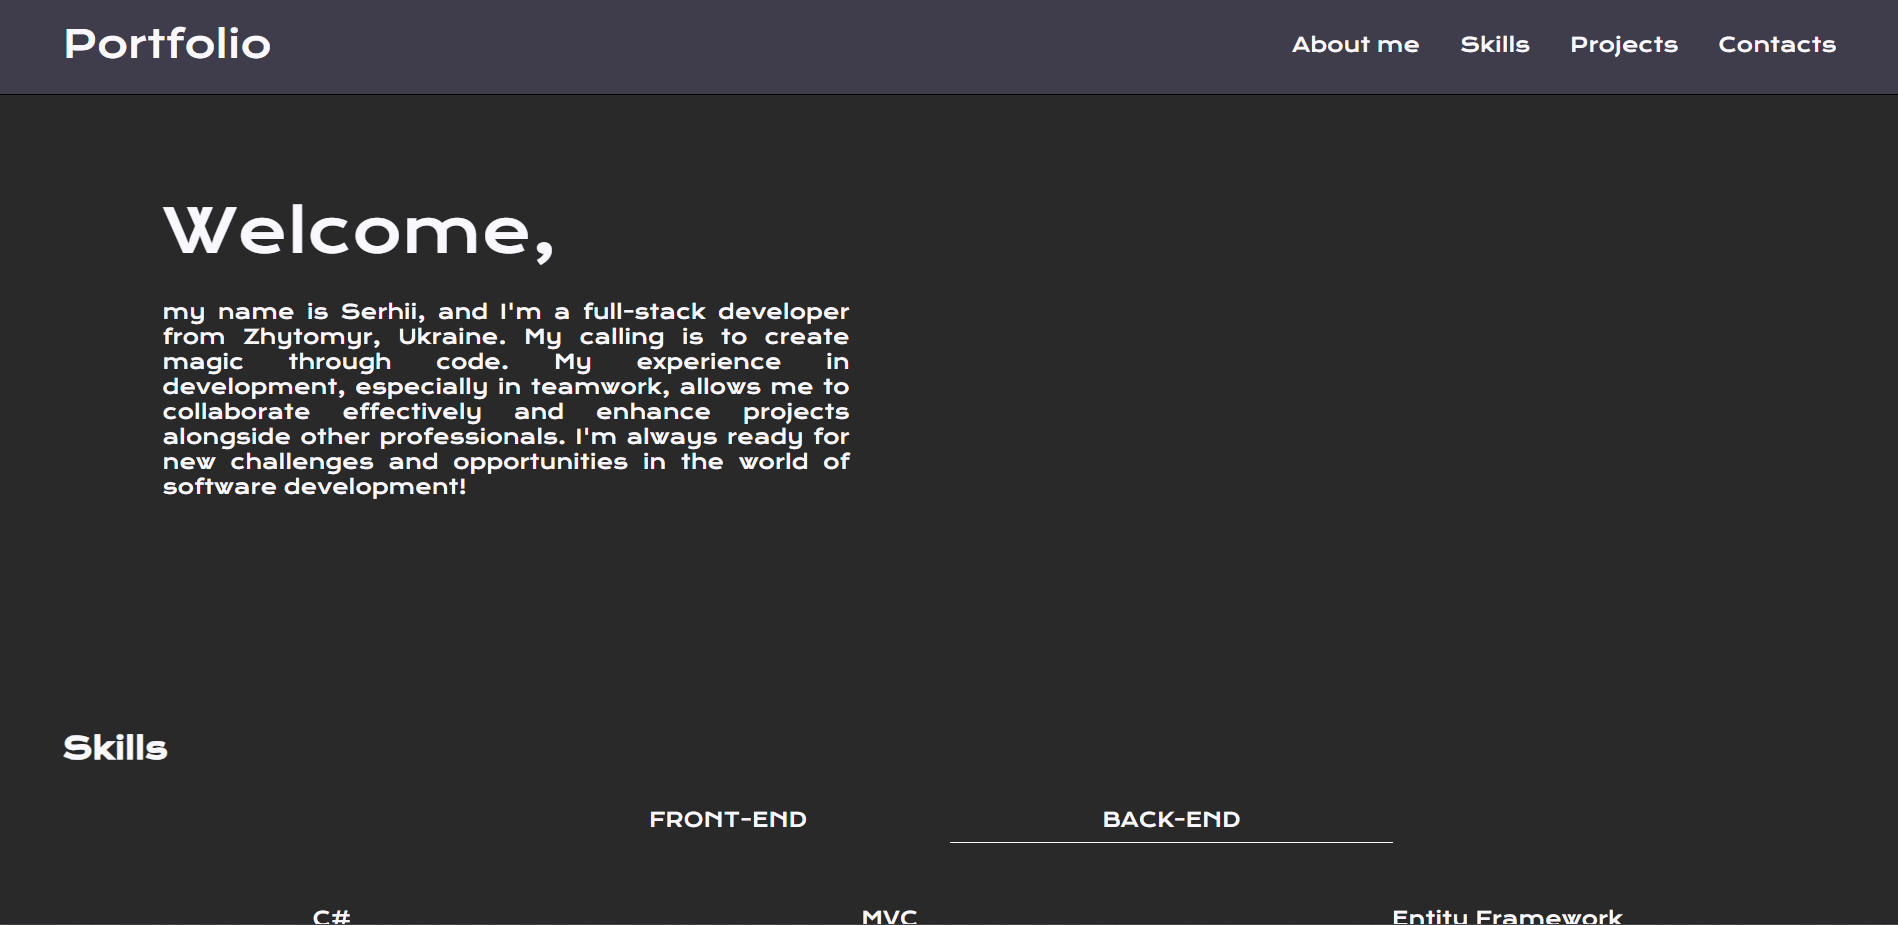 Portfolio
About me Skills Projects Contacts
Welcome,
my name is Serhii, and I'm a full-stack developer
from Zhytomyr, Ukraine. My calling is to create
magic through code. My experience in
development, especially in teamwork, allows me to
collaborate effectively and enhance projects
alongside other professionals. I'm always ready for
new challenges and opportunities in the world of
software development!
Skills
FRONT-END BACK-END
C# MVC Entity Framework